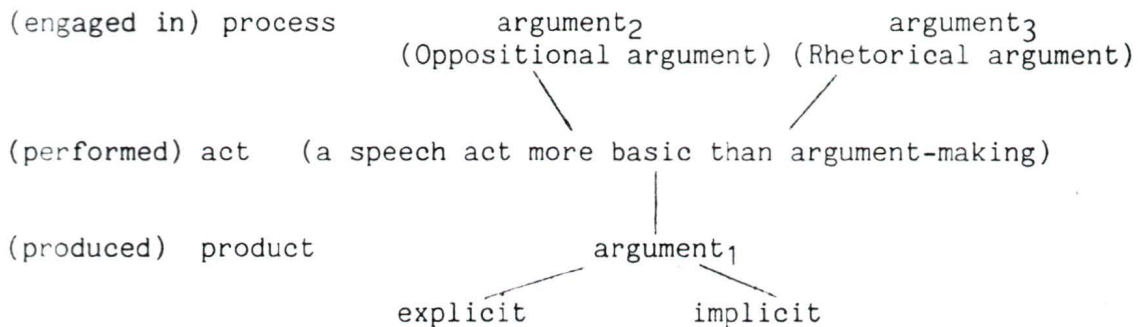 (engaged in) process argument2 argument3
(Oppositional argument) (Rhetorical argument)
(performed) act (a speech act more basic than argument-making)
(produced) product argument1
explicit implicit